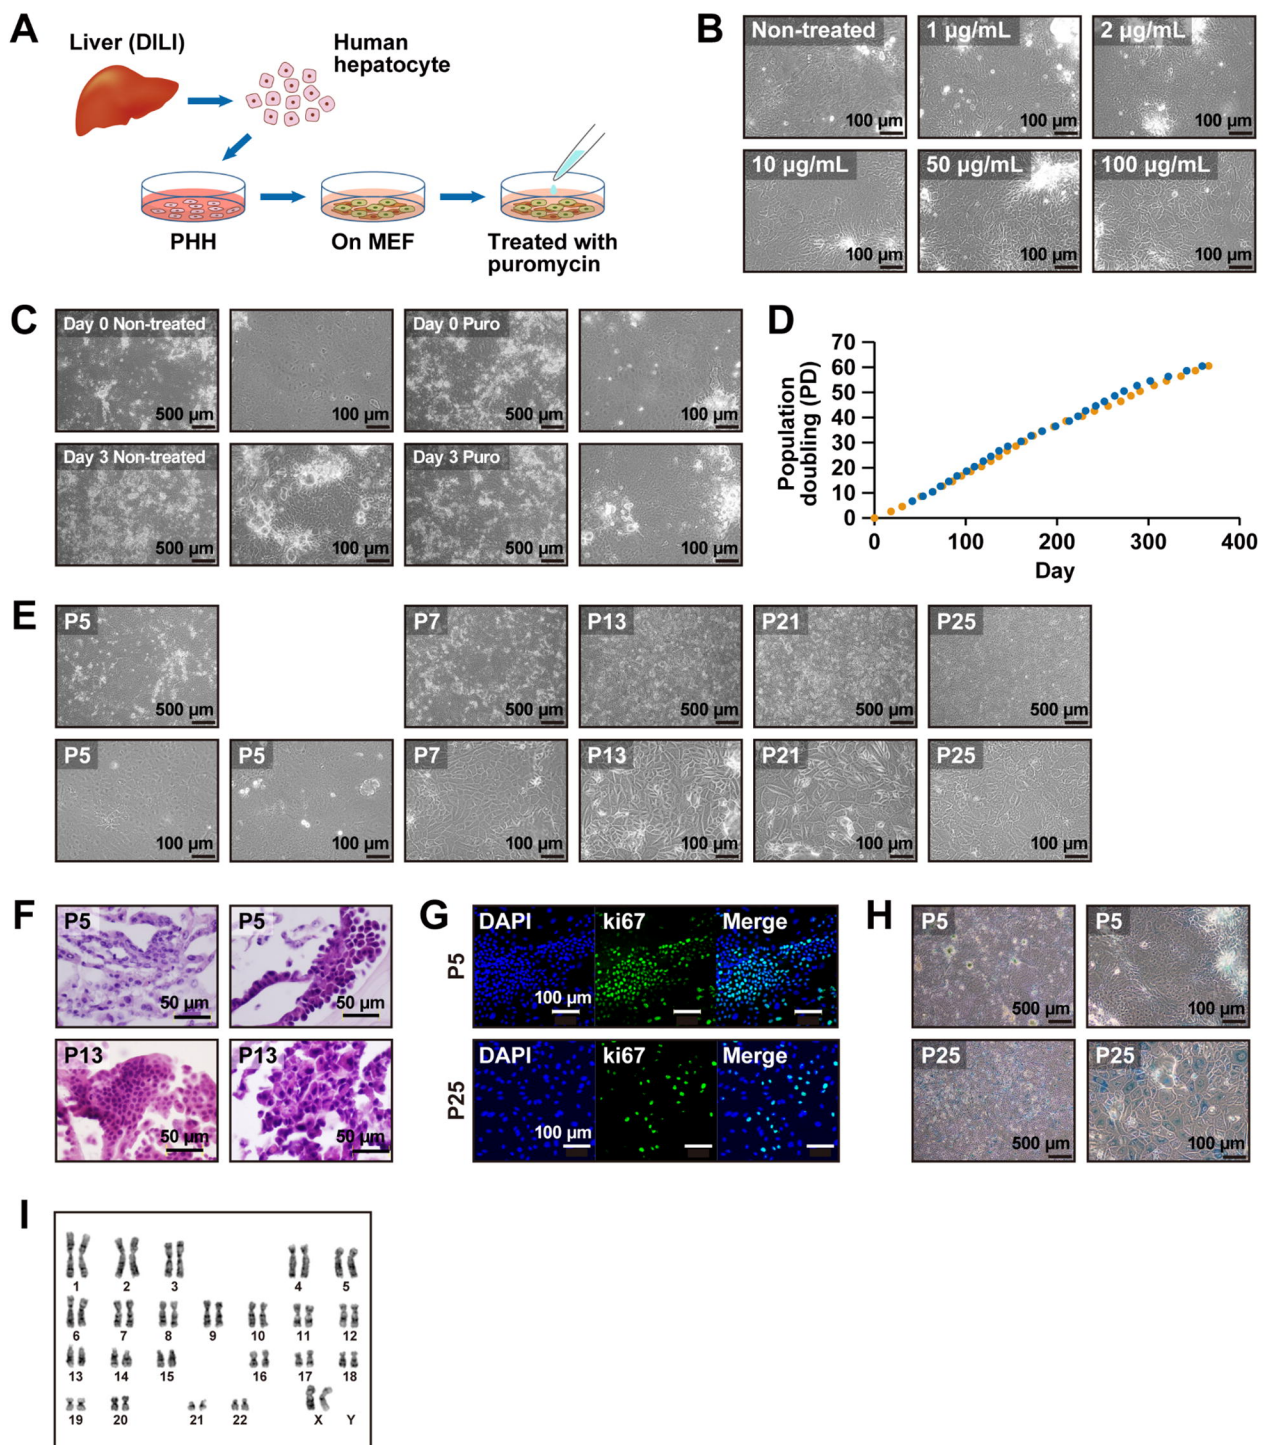 A
Liver (DILI)
Human
hepatocyte
PHH
On MEF
Treated with
puromycin
B
Non-treated
100 µm
1 µg/mL
100 µm
2 µg/mL
100 µm
10 µg/mL
100 µm
50 µg/mL
100 µm
100 µg/mL
100 µm
C
Day 0 Non-treated
500 µm
100 µm
Day 0 Puro
500 µm
100 µm
Day 3 Non-treated
500 µm
100 µm
Day 3 Puro
500 µm
100 µm
D
Population
doubling (PD)
70
60
50
40
30
20
10
0
0 100 200 300 400
Day
E
P5
500 µm
P7
500 µm
P13
500 µm
P21
500 µm
P25
500 µm
P5
100 µm
P5
100 µm
P7
100 µm
P13
100 µm
P21
100 µm
P25
100 µm
F
P5
50 µm
P5
50 µm
P13
50 µm
P13
50 µm
G
P5
DAPI
100 µm
ki67
Merge
P25
DAPI
100 µm
ki67
Merge
H
P5
500 µm
P5
100 µm
P25
500 µm
P25
100 µm
I
1 2 3 4 5
6 7 8 9 10 11 12
13 14 15 16 17 18
19 20 21 22 X Y